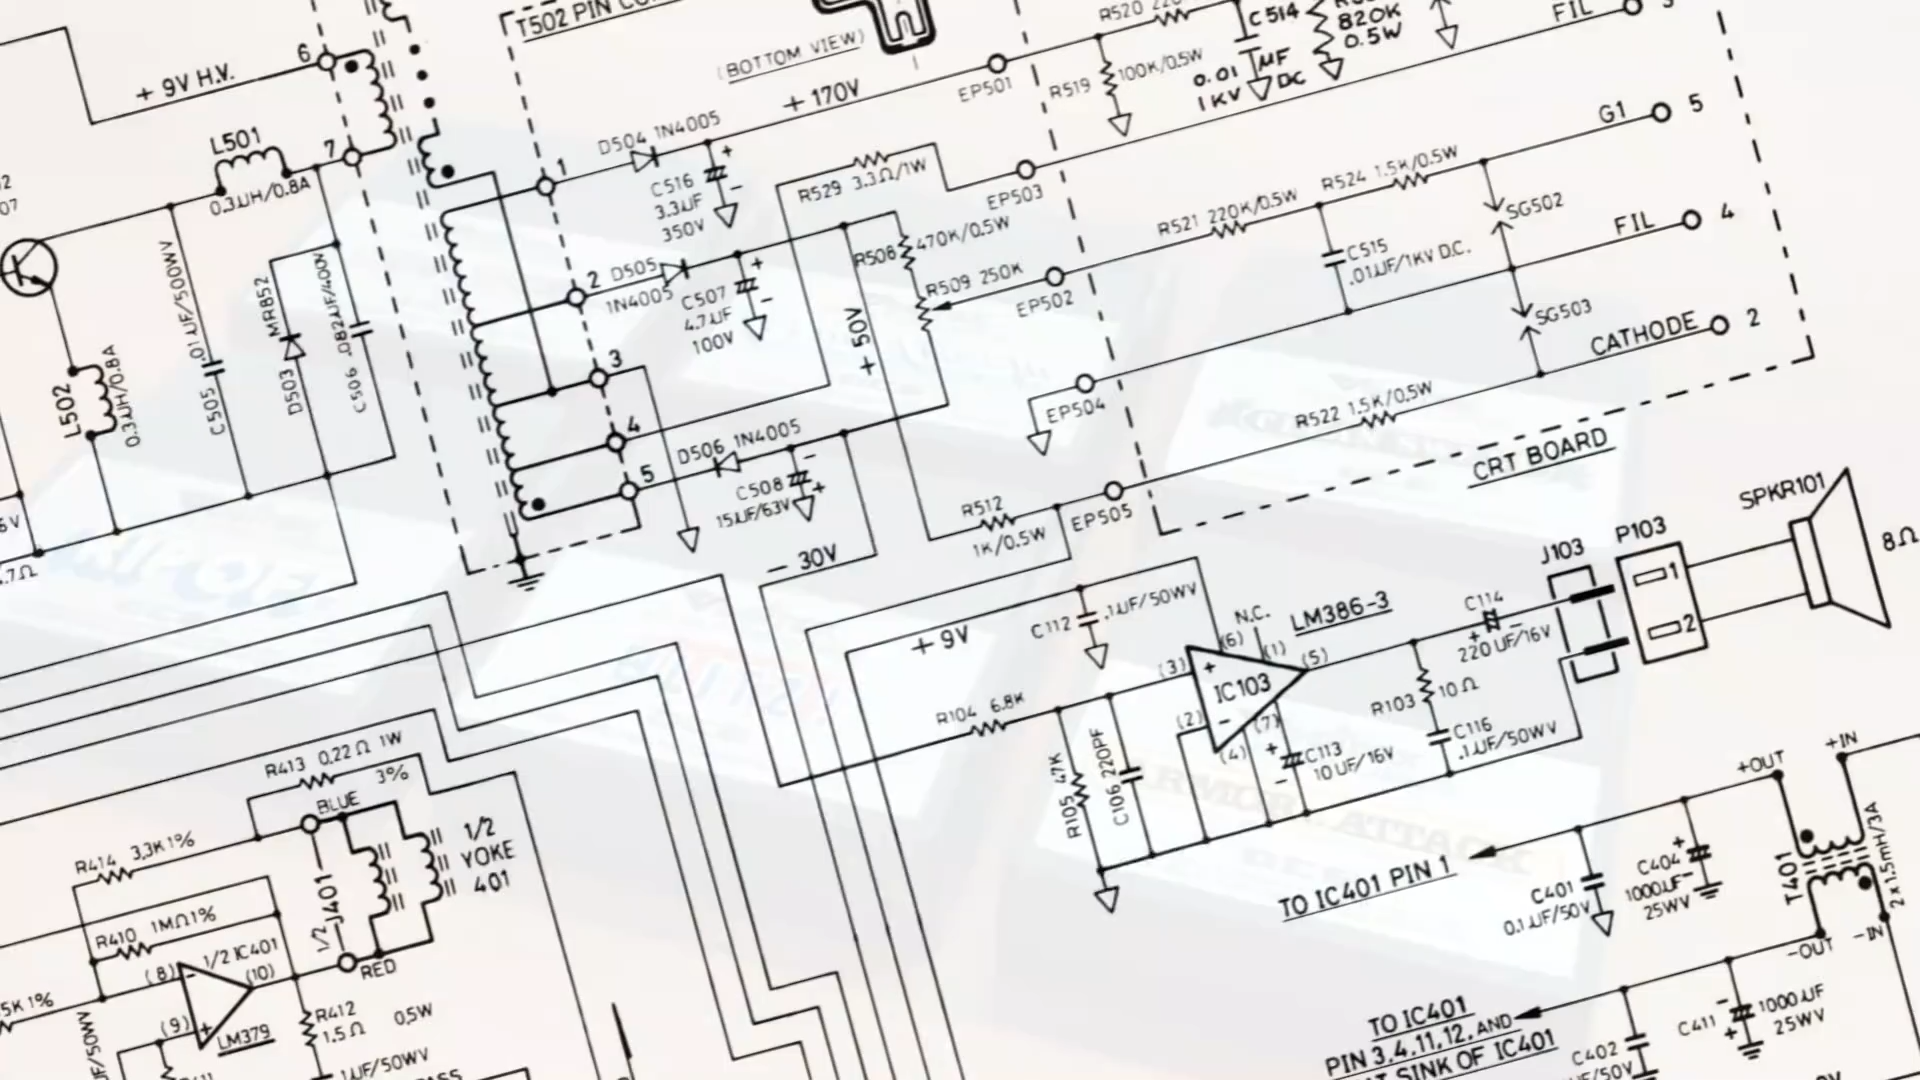 T502 PIN
(BOTTOM VIEW)
R520
C514
820K
0.5W
FIL
6
+ 9V H.V.
+ 170V
EP501
R519
100K/0.5W
0.01 µF
1KV DC
G1
5
L501
7
0.3µH/0.8A
1
D504 1N4005
C516
3.3µF
350V
+
-
R529 3.3Ω/1W
EP503
R524 1.5K/0.5W
R521 220K/0.5W
SG502
FIL
4
C515
.01µF/1KV D.C.
C505 .01µF/500WV
D503 MR852
C506 .082µF/400V
2
D505
1N4005
C507
4.7µF
100V
+
-
R508
470K/0.5W
R509 250K
EP502
+ 50V
SG503
CATHODE
2
L502
0.3µH/0.8A
3
4
5
D506 1N4005
C508
15µF/63V
-
+
EP504
R522 1.5K/0.5W
CRT BOARD
R512
1K/0.5W
EP505
- 30V
SPKR101
8Ω
J103
P103
1
2
+ 9V
C112
.1µF/50WV
N.C.
LM386-3
(6)
(1)
(5)
(3)
+
IC103
(2)
-
(7)
(4)
C114
+
-
220 UF/16V
R104 6.8K
R105 47K
C106 220PF
+
-
C113
10 UF/16V
R103
10 Ω
C116
.1µF/50WV
R413 0.22 Ω 1W
3%
BLUE
1/2
YOKE
401
1/2 J401
RED
R414 3.3K 1%
R410 1MΩ 1%
1/2 IC401
(8)
-
(10)
(9)
+
LM379
R412
1.5 Ω 0.5W
5K 1%
+IN
+OUT
T401
2 x 1.5mH/3A
-OUT
-IN
TO IC401 PIN 1
C401
0.1µF/50V
C404
1000µF
25WV
+
-
TO IC401
PIN 3,4,11,12, AND
SINK OF IC401
C411
1000µF
25WV
-
+
C402